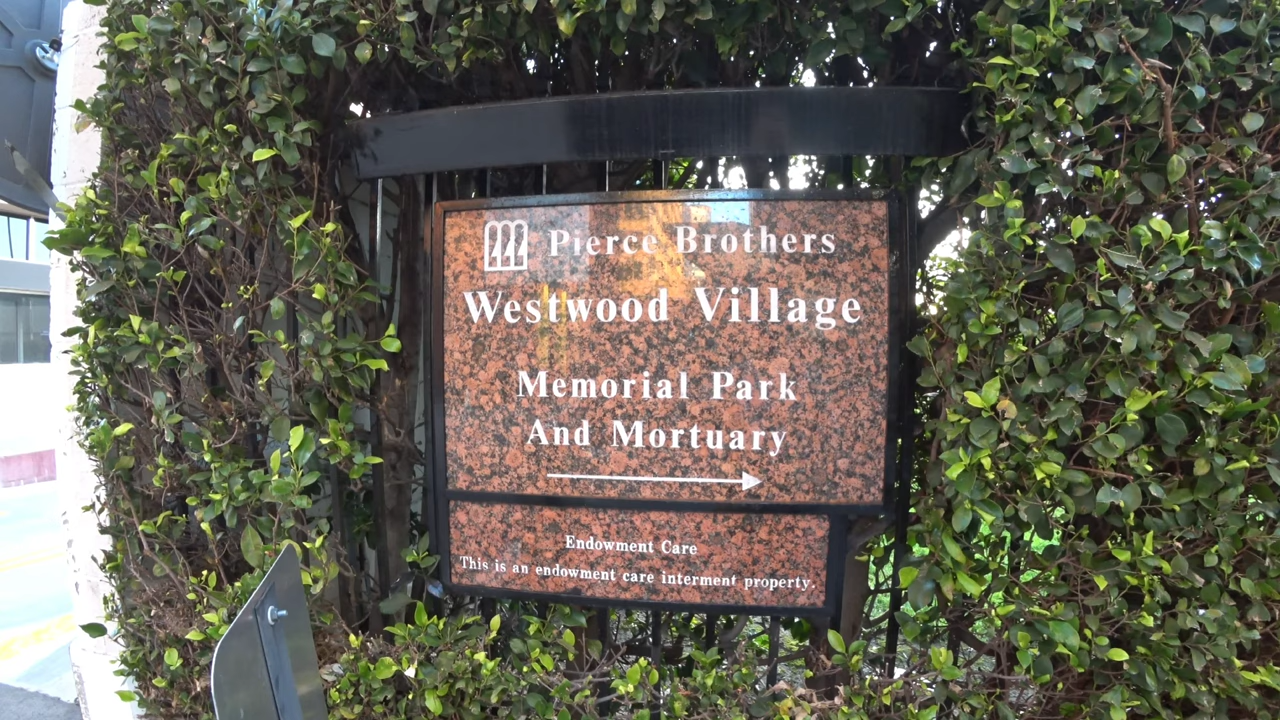 Pierce Brothers
Westwood Village
Memorial Park
And Mortuary
Endowment Care
This is an endowment care interment property.